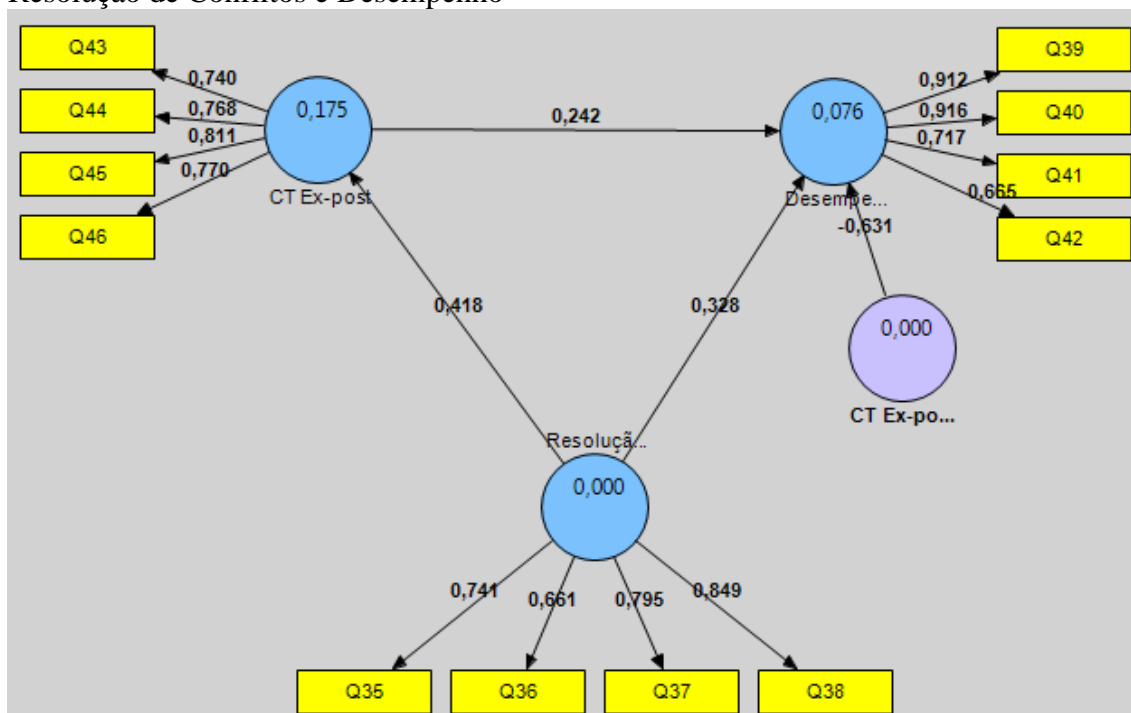 Resolução de Conflitos e Desempenho
Q43
Q44
Q45
Q46
0,740
0,768
0,811
0,770
0,175
CT Ex-post
0,242
0,076
Desempe...
0,912
0,916
0,717
0,665
Q39
Q40
Q41
Q42
-0,631
0,000
CT Ex-po...
0,418
0,328
Resoluçã...
0,000
0,741
0,661
0,795
0,849
Q35
Q36
Q37
Q38